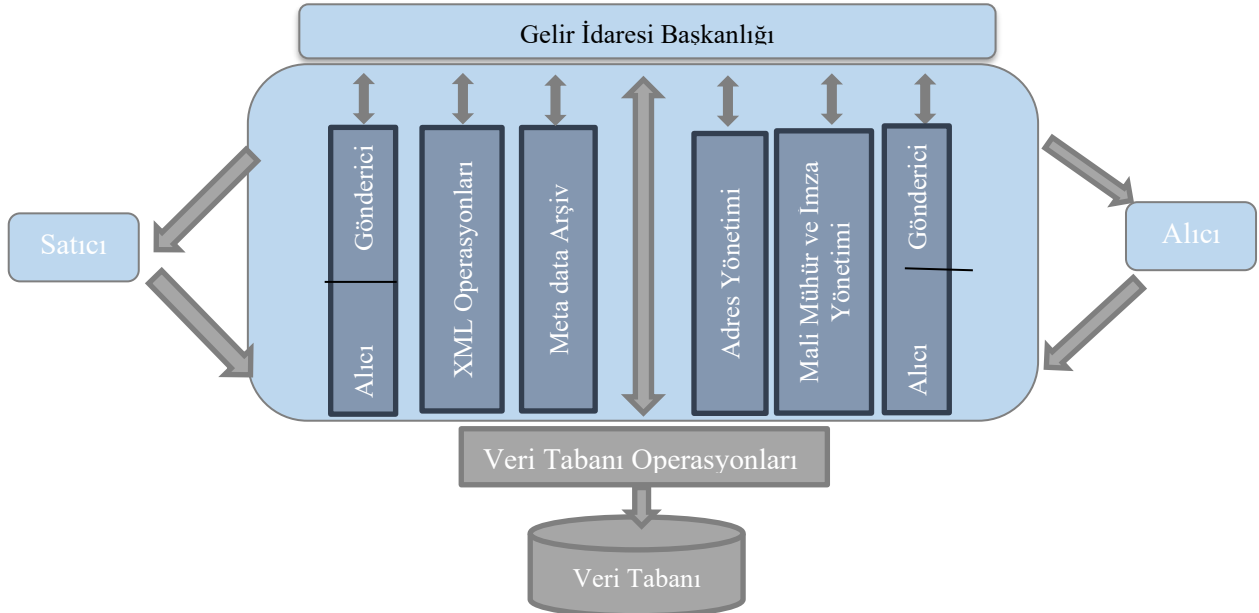 Gelir İdaresi Başkanlığı
Satıcı
Gönderici
Alıcı
XML Operasyonları
Meta data Arşiv
Adres Yönetimi
Mali Mühür ve Imza
Yönetimi
Gönderici
Alıcı
Alıcı
Veri Tabanı Operasyonları
Veri Tabanı